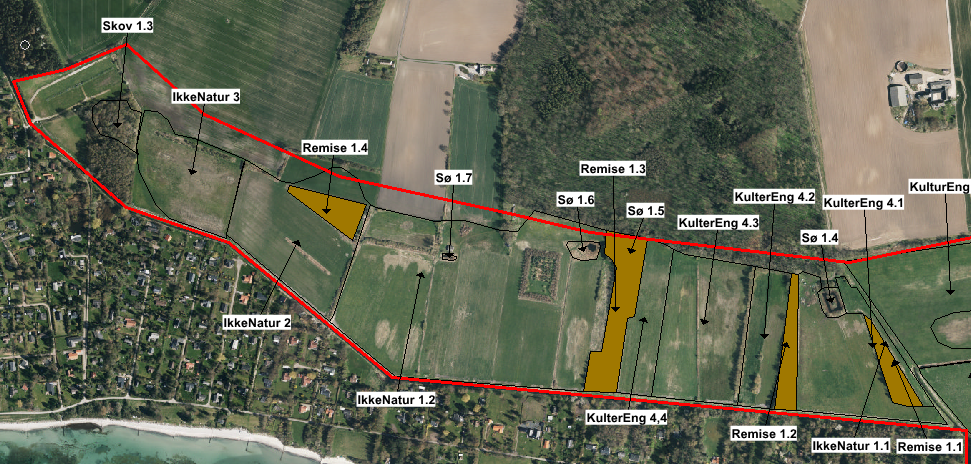 Skov 1.3
IkkeNatur 3
Remise 1.4
Sø 1.7
Remise 1.3
Sø 1.6
Sø 1.5
KulterEng 4.3
KulterEng 4.2
KulterEng 4.1
KulturEng
Sø 1.4
IkkeNatur 2
IkkeNatur 1.2
KulterEng 4,4
Remise 1.2
IkkeNatur 1.1
Remise 1.1